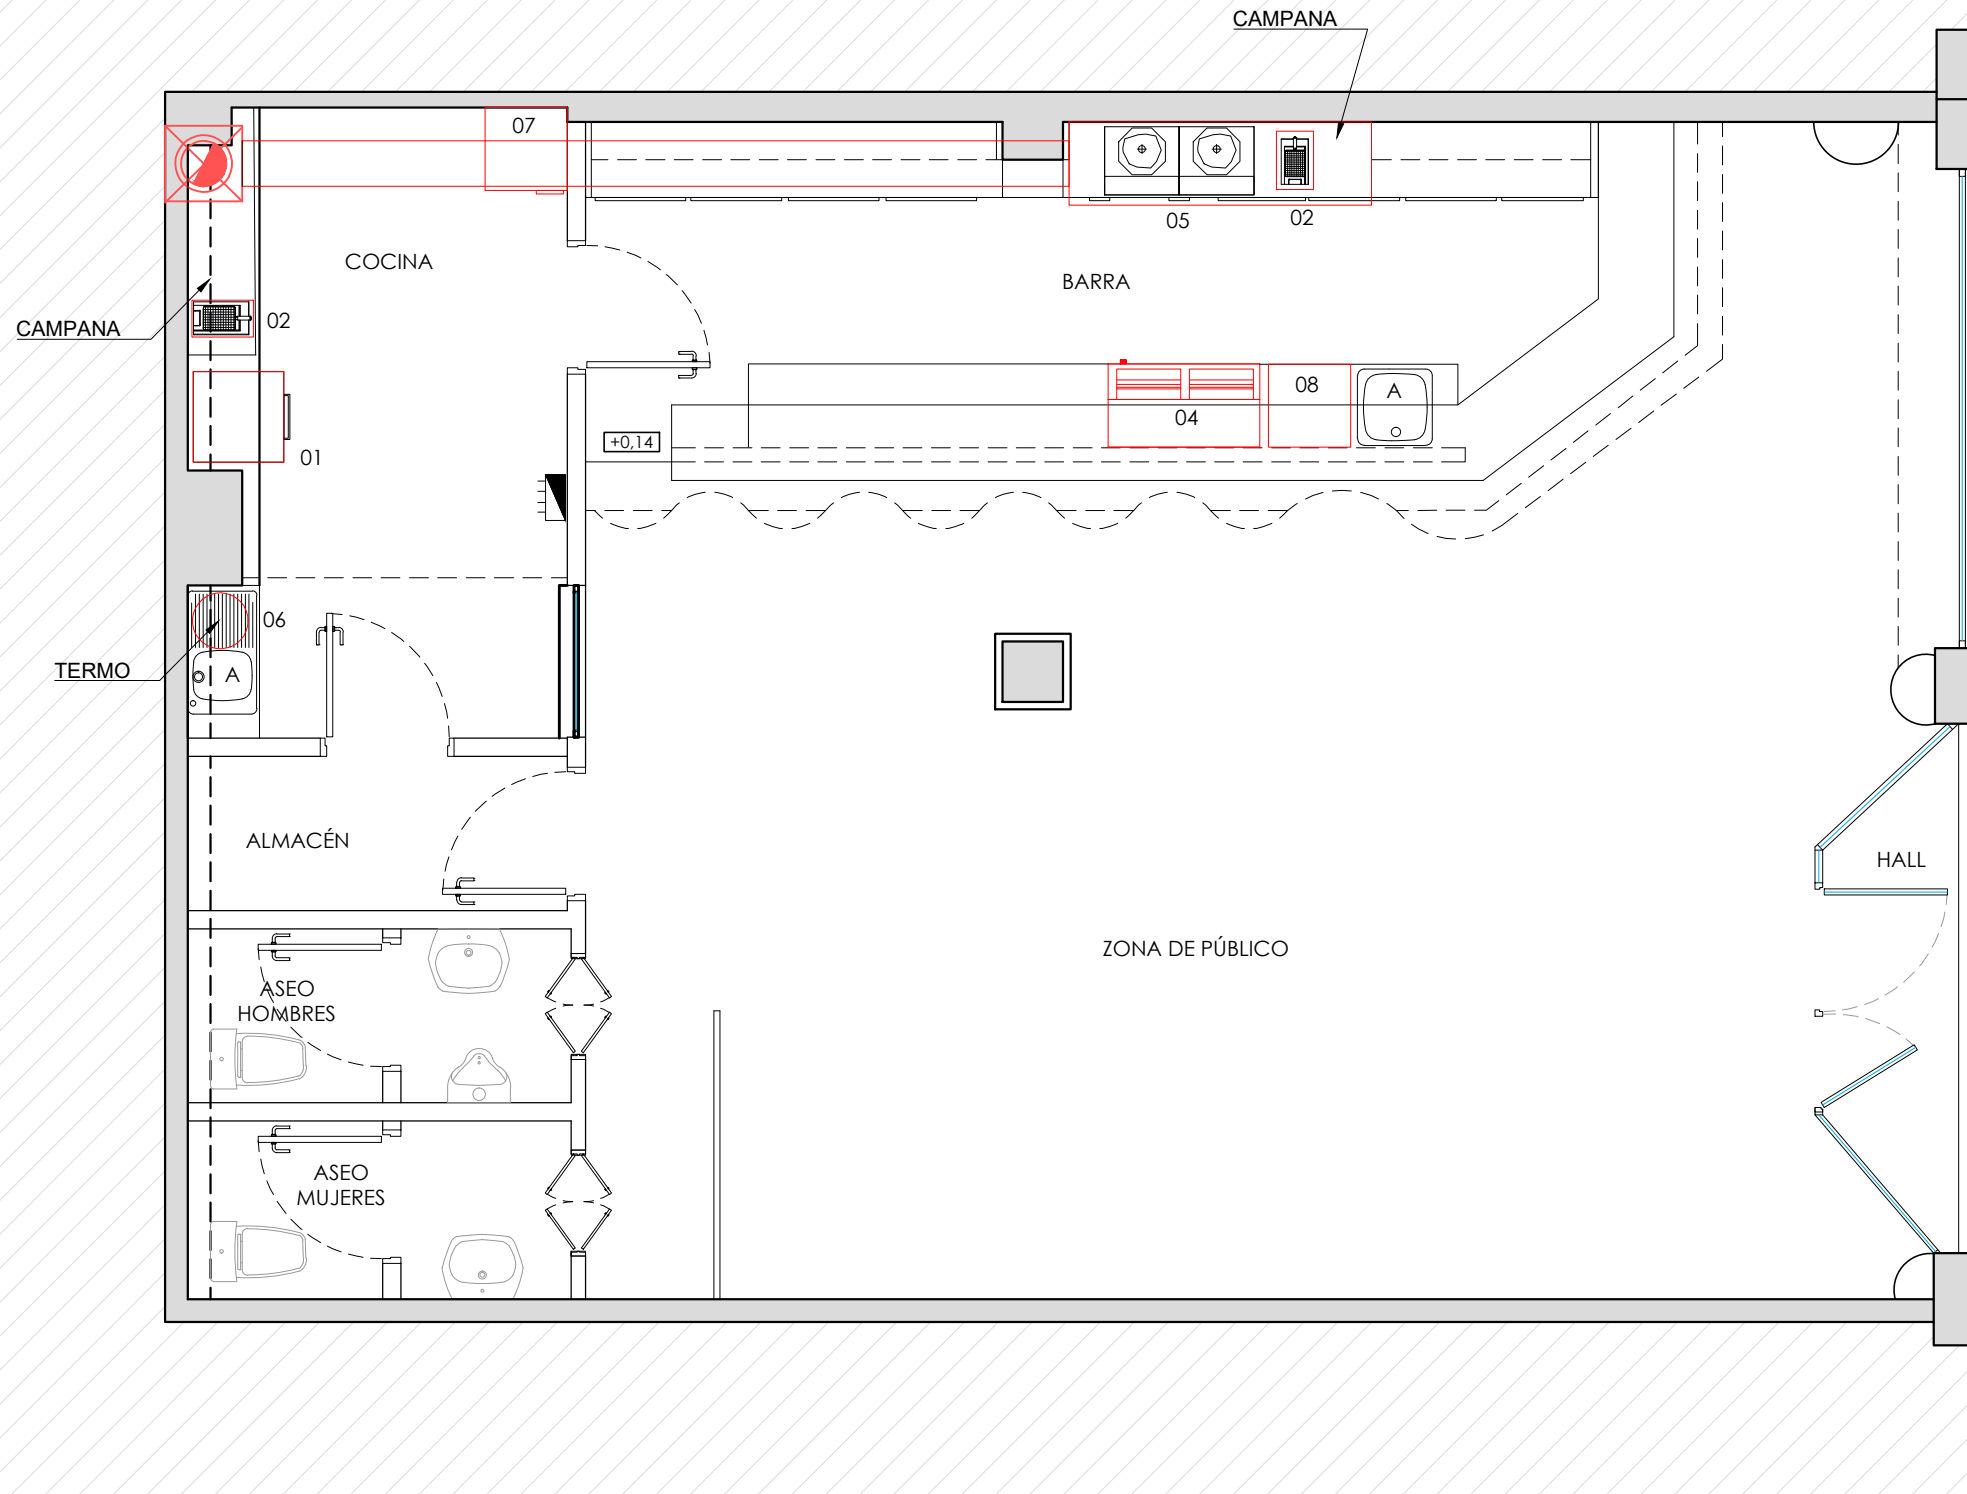 CAMPANA
07
05
02
COCINA
BARRA
CAMPANA
02
08
A
04
+0,14
01
06
TERMO
A
ALMACÉN
HALL
ZONA DE PÚBLICO
ASEO
HOMBRES
ASEO
MUJERES